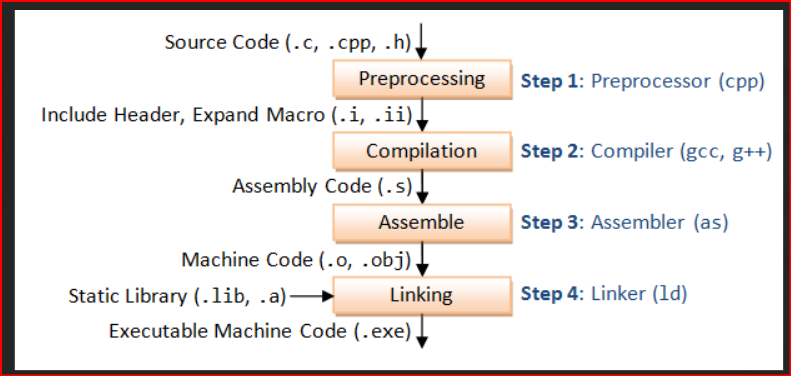 Source Code (.c, .cpp, .h)
Preprocessing
Step 1: Preprocessor (cpp)
Include Header, Expand Macro (.i, .ii)
Compilation
Step 2: Compiler (gcc, g++)
Assembly Code (.s)
Assemble
Step 3: Assembler (as)
Machine Code (.o, .obj)
Static Library (.lib, .a)
Linking
Step 4: Linker (ld)
Executable Machine Code (.exe)